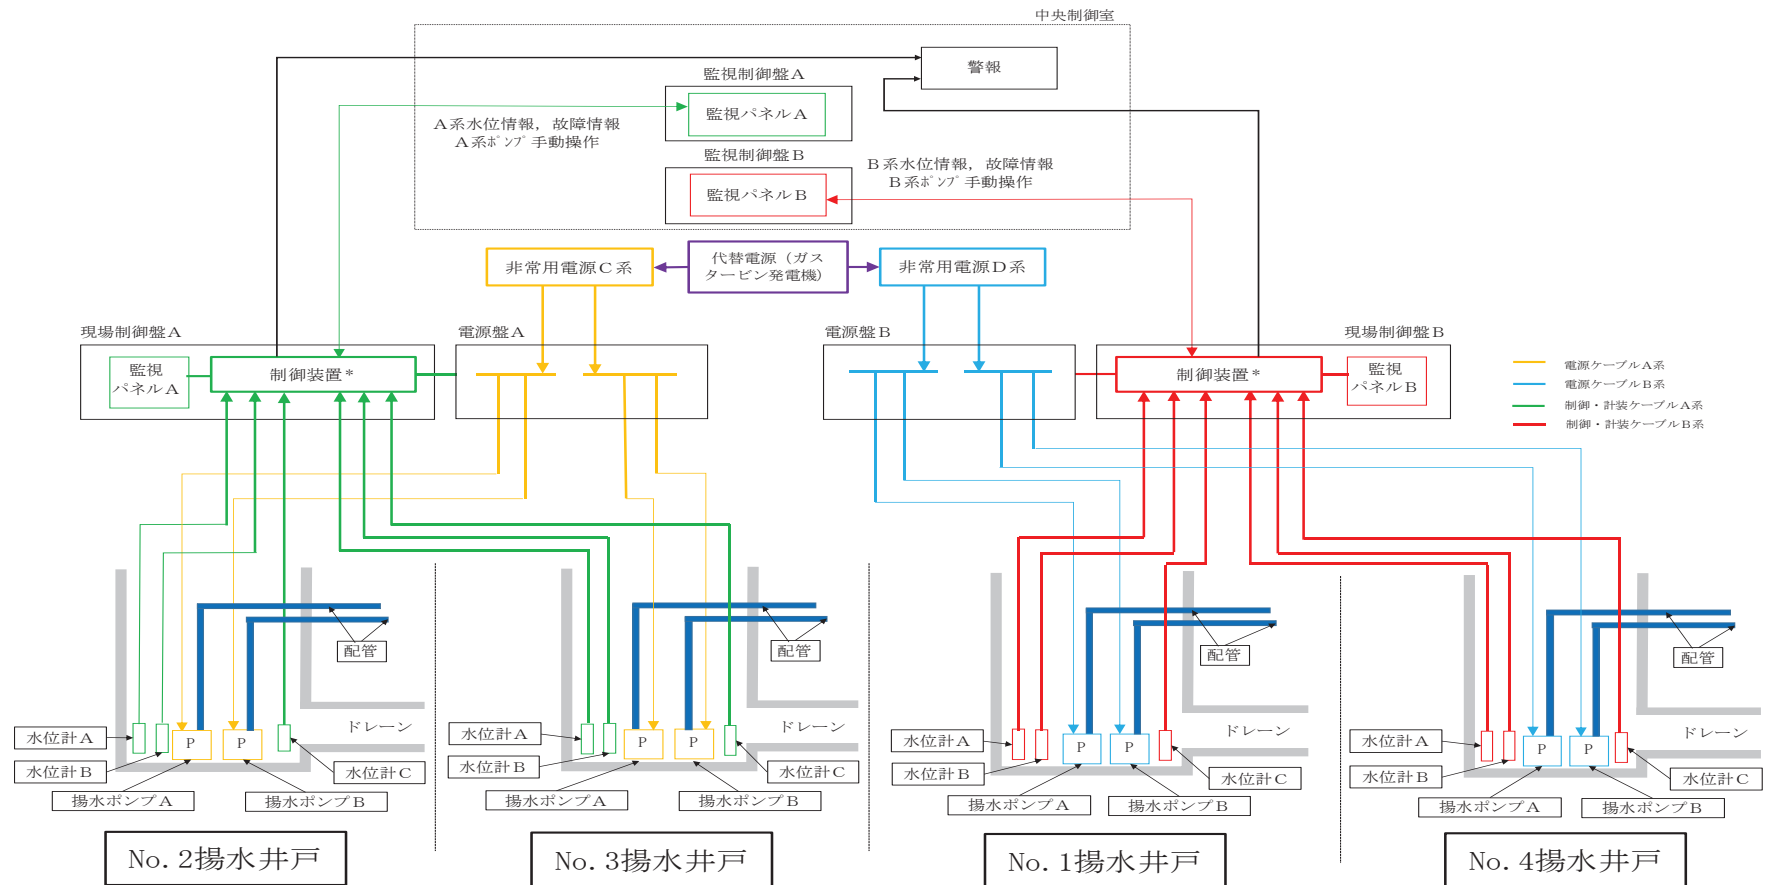 中央制御室
警報
監視制御盤A
監視パネルA
A系水位情報，故障情報
A系ﾎﾟﾝﾌﾟ手動操作
監視制御盤B
監視パネルB
B系水位情報，故障情報
B系ﾎﾟﾝﾌﾟ手動操作
非常用電源C系
代替電源（ガス
タービン発電機）
非常用電源D系
現場制御盤A
電源盤A
電源盤B
現場制御盤B
監視
パネルA
制御装置*
制御装置*
監視
パネルB
電源ケーブルA系
電源ケーブルB系
制御・計装ケーブルA系
制御・計装ケーブルB系
配管
ドレーン
水位計A
水位計B
P
P
水位計C
揚水ポンプA
揚水ポンプB
No.2揚水井戸
配管
ドレーン
水位計A
水位計B
P
P
水位計C
揚水ポンプA
揚水ポンプB
No.3揚水井戸
配管
ドレーン
水位計A
水位計B
P
P
水位計C
揚水ポンプA
揚水ポンプB
No.1揚水井戸
配管
ドレーン
水位計A
水位計B
P
P
水位計C
揚水ポンプA
揚水ポンプB
No.4揚水井戸